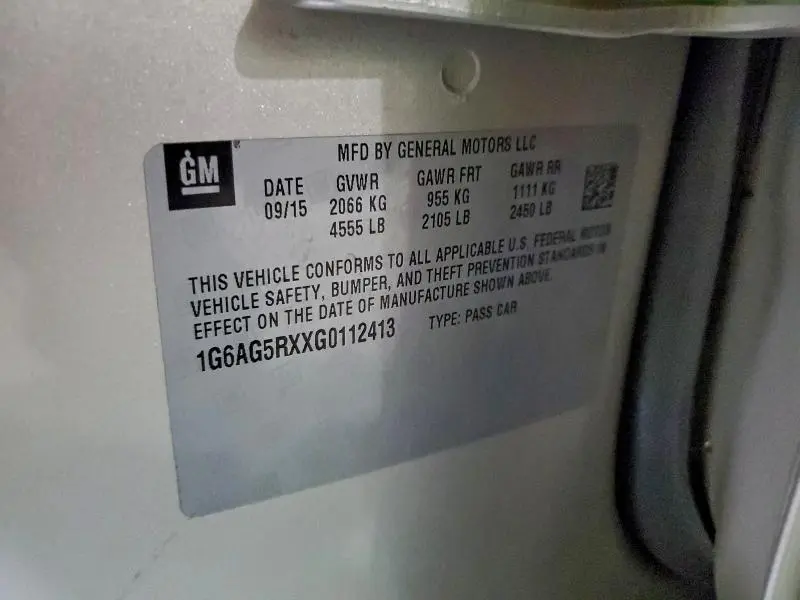 GM
MFD BY GENERAL MOTORS LLC
DATE GVWR GAWR FRT GAWR RR
09/15 2066 KG 955 KG 1111 KG
4555 LB 2105 LB 2450 LB
THIS VEHICLE CONFORMS TO ALL APPLICABLE U.S. FEDERAL MOTOR
VEHICLE SAFETY, BUMPER, AND THEFT PREVENTION STANDARDS IN
EFFECT ON THE DATE OF MANUFACTURE SHOWN ABOVE.
1G6AG5RXXG0112413 TYPE: PASS CAR